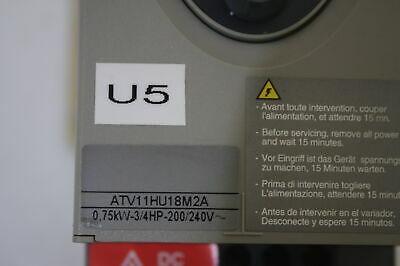 U5
- Avant toute intervention, couper
l'alimentation, et attendre 15 mn.
- Before servicing, remove all power
and wait 15 minutes.
- Vor Eingriff ist das Gerät spannungs
zu machen, 15 Minuten warten.
- Prima di intervenire togliere
L'alimentazione, attendere 15 m
- Antes de intervenir en el variador,
Desconecte y espere 15 minutos.
ATV11HU18M2A
0,75kW-3/4HP-200/240V~
DC